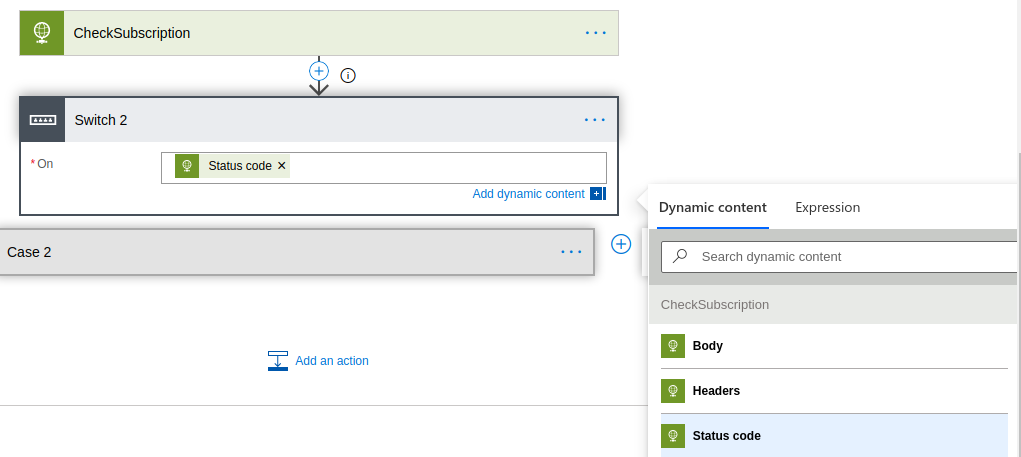 CheckSubscription
Switch 2
* On
Status code
Add dynamic content
Case 2
Add an action
Dynamic content
Expression
Search dynamic content
CheckSubscription
Body
Headers
Status code